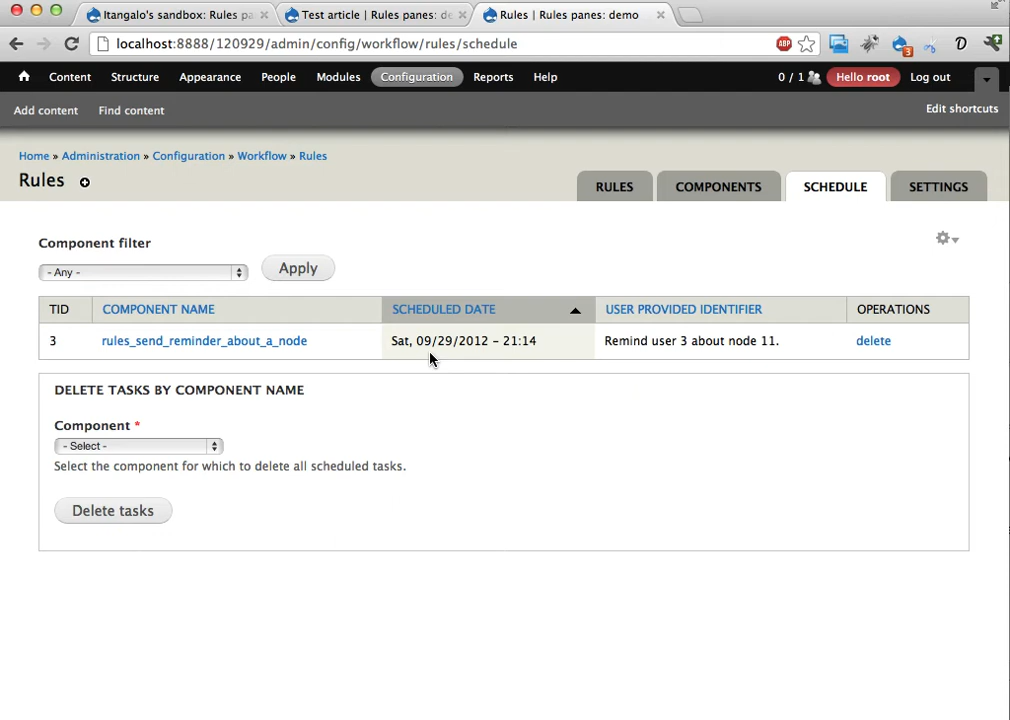 Itangalo's sandbox: Rules pa
Test article | Rules panes: de
Rules | Rules panes: demo
localhost:8888/120929/admin/config/workflow/rules/schedule
ABP
3
D
Content Structure Appearance People Modules Configuration Reports Help
0 / 1 Hello root Log out
Add content Find content
Edit shortcuts
Home » Administration » Configuration » Workflow » Rules
Rules
RULES COMPONENTS SCHEDULE SETTINGS
Component filter
- Any -
Apply
TID COMPONENT NAME SCHEDULED DATE USER PROVIDED IDENTIFIER OPERATIONS
3 rules_send_reminder_about_a_node Sat, 09/29/2012 - 21:14 Remind user 3 about node 11. delete
DELETE TASKS BY COMPONENT NAME
Component *
- Select -
Select the component for which to delete all scheduled tasks.
Delete tasks